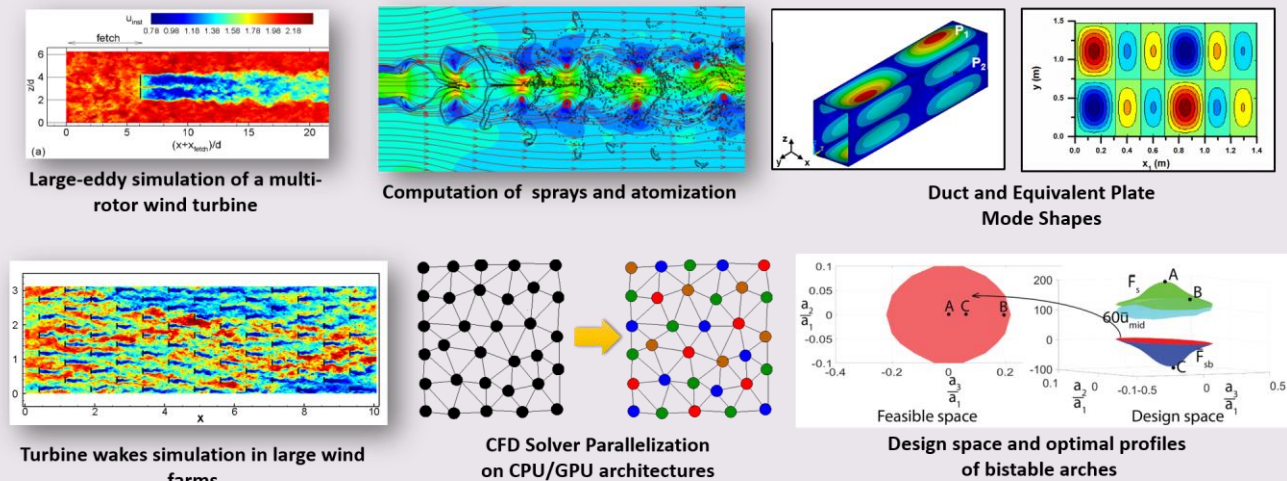 u_inst
0.78 0.98 1.18 1.38 1.58 1.78 1.98 2.18
fetch
z/d
6
4
2
0
0 5 10 15 20
(a)
(x+x_fetch)/d
Large-eddy simulation of a multi-
rotor wind turbine
Computation of sprays and atomization
P1
P2
z
y x
y (m)
1.5
1.0
0.5
0.0
0.0 0.2 0.4 0.6 0.8 1.0 1.2 1.4
x1 (m)
Duct and Equivalent Plate
Mode Shapes
3
2
1
0
0 2 4 6 8 10
x
Turbine wakes simulation in large wind
farms
CFD Solver Parallelization
on CPU/GPU architectures
0.1
0.05
0
-0.05
-0.1
A C B
-0.2 0 0.2
a3
a1
Feasible space
200
100
0
-100
Fs
A
B
60ū_mid
Fsb
C
0.1 0 -0.1 -0.5 0 0.5
a2
a1
a3
a1
Design space
Design space and optimal profiles
of bistable arches